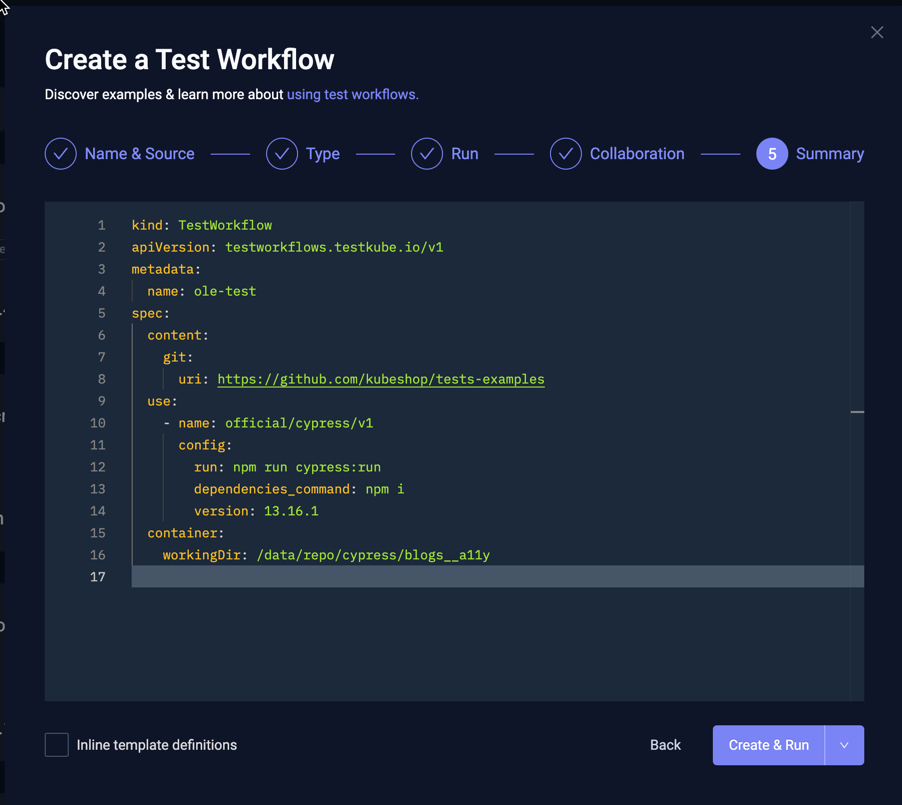 Create a Test Workflow
Discover examples & learn more about using test workflows.
Name & Source Type Run Collaboration 5 Summary
1 kind: TestWorkflow
2 apiVersion: testworkflows.testkube.io/v1
3 metadata:
4 name: ole-test
5 spec:
6 content:
7 git:
8 uri: https://github.com/kubeshop/tests-examples
9 use:
10 - name: official/cypress/v1
11 config:
12 run: npm run cypress:run
13 dependencies_command: npm i
14 version: 13.16.1
15 container:
16 workingDir: /data/repo/cypress/blogs__a11y
17
Inline template definitions Back Create & Run